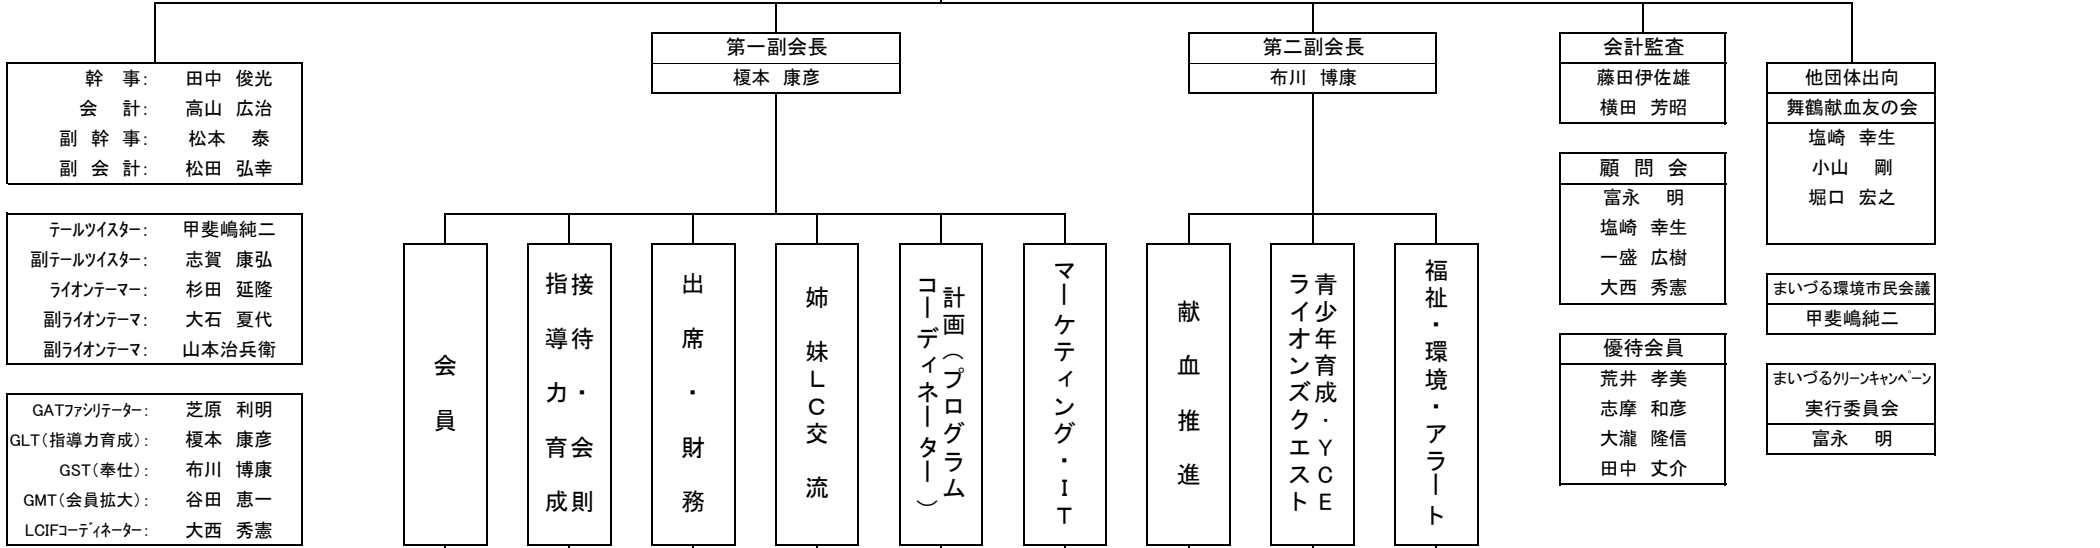 幹　事：　田中　俊光
会　計：　高山　広治
副 幹 事：　松本　泰
副 会 計：　松田　弘幸
テールツイスター：　甲斐嶋純二
副テールツイスター：　志賀　康弘
ライオンテーマー：　杉田　延隆
副ライオンテーマ：　大石　夏代
副ライオンテーマ：　山本治兵衛
GATファシリテーター：　芝原　利明
GLT（指導力育成）：　榎本　康彦
GST（奉仕）：　布川　博康
GMT（会員拡大）：　谷田　恵一
LCIFコーディネーター：　大西　秀憲
第一副会長
榎本　康彦
会員
接待・会則
指導力育成
出席・財務
姉妹LC交流
計画（プログラム
コーディネーター）
マーケティング・IT
第二副会長
布川　博康
献血推進
青少年育成・YCE
ライオンズクエスト
福祉・環境・アラート
会計監査
藤田伊佐雄
横田　芳昭
顧　問　会
富永　明
塩崎　幸生
一盛　広樹
大西　秀憲
優待会員
荒井　孝美
志摩　和彦
大瀧　隆信
田中　丈介
他団体出向
舞鶴献血友の会
塩崎　幸生
小山　剛
堀口　宏之
まいづる環境市民会議
甲斐嶋純二
まいづるクリーンキャンペーン
実行委員会
富永　明